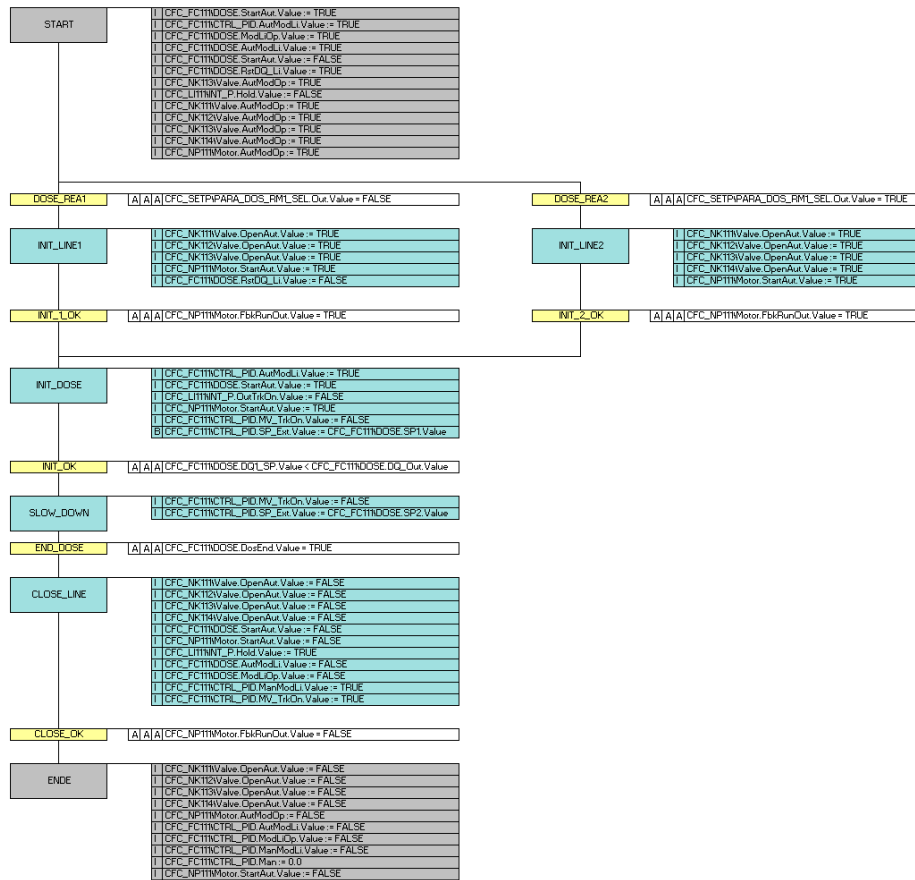 START
I CFC_FC111\DOSE.StartAut.Value := TRUE
I CFC_FC111\CTRL_PID.AutModLi.Value := TRUE
I CFC_FC111\DOSE.ModLiOp.Value := TRUE
I CFC_FC111\DOSE.AutModLi.Value := TRUE
I CFC_FC111\DOSE.StartAut.Value := FALSE
I CFC_FC111\DOSE.RstDQ_Li.Value := TRUE
I CFC_NK113\Valve.AutModOp := TRUE
I CFC_LI111\INT_P.Hold.Value := FALSE
I CFC_NK111\Valve.AutModOp := TRUE
I CFC_NK112\Valve.AutModOp := TRUE
I CFC_NK113\Valve.AutModOp := TRUE
I CFC_NK114\Valve.AutModOp := TRUE
I CFC_NP111\Motor.AutModOp := TRUE
DOSE_REA1
A A A CFC_SETP\PARA_DOS_RM1_SEL.Out.Value = FALSE
DOSE_REA2
A A A CFC_SETP\PARA_DOS_RM1_SEL.Out.Value = TRUE
INIT_LINE1
I CFC_NK111\Valve.OpenAut.Value := TRUE
I CFC_NK112\Valve.OpenAut.Value := TRUE
I CFC_NK113\Valve.OpenAut.Value := TRUE
I CFC_NP111\Motor.StartAut.Value := TRUE
I CFC_FC111\DOSE.RstDQ_Li.Value := FALSE
INIT_LINE2
I CFC_NK111\Valve.OpenAut.Value := TRUE
I CFC_NK112\Valve.OpenAut.Value := TRUE
I CFC_NK113\Valve.OpenAut.Value := TRUE
I CFC_NK114\Valve.OpenAut.Value := TRUE
I CFC_NP111\Motor.StartAut.Value := TRUE
INIT_1_OK
A A A CFC_NP111\Motor.FbkRunOut.Value = TRUE
INIT_2_OK
A A A CFC_NP111\Motor.FbkRunOut.Value = TRUE
INIT_DOSE
I CFC_FC111\CTRL_PID.AutModLi.Value := TRUE
I CFC_FC111\DOSE.StartAut.Value := TRUE
I CFC_LI111\INT_P.OutTrkOn.Value := FALSE
I CFC_NP111\Motor.StartAut.Value := TRUE
I CFC_FC111\CTRL_PID.MV_TrkOn.Value := FALSE
B CFC_FC111\CTRL_PID.SP_Ext.Value := CFC_FC111\DOSE.SP1.Value
INIT_OK
A A A CFC_FC111\DOSE.DQ1_SP.Value < CFC_FC111\DOSE.DQ_Out.Value
SLOW_DOWN
I CFC_FC111\CTRL_PID.MV_TrkOn.Value := FALSE
I CFC_FC111\CTRL_PID.SP_Ext.Value := CFC_FC111\DOSE.SP2.Value
END_DOSE
A A A CFC_FC111\DOSE.DosEnd.Value = TRUE
CLOSE_LINE
I CFC_NK111\Valve.OpenAut.Value := FALSE
I CFC_NK112\Valve.OpenAut.Value := FALSE
I CFC_NK113\Valve.OpenAut.Value := FALSE
I CFC_NK114\Valve.OpenAut.Value := FALSE
I CFC_FC111\DOSE.StartAut.Value := FALSE
I CFC_NP111\Motor.StartAut.Value := FALSE
I CFC_LI111\INT_P.Hold.Value := TRUE
I CFC_FC111\DOSE.AutModLi.Value := FALSE
I CFC_FC111\DOSE.ModLiOp.Value := FALSE
I CFC_FC111\CTRL_PID.ManModLi.Value := TRUE
I CFC_FC111\CTRL_PID.MV_TrkOn.Value := TRUE
CLOSE_OK
A A A CFC_NP111\Motor.FbkRunOut.Value = FALSE
ENDE
I CFC_NK111\Valve.OpenAut.Value := FALSE
I CFC_NK112\Valve.OpenAut.Value := FALSE
I CFC_NK113\Valve.OpenAut.Value := FALSE
I CFC_NK114\Valve.OpenAut.Value := FALSE
I CFC_NP111\Motor.AutModOp := FALSE
I CFC_FC111\CTRL_PID.AutModLi.Value := FALSE
I CFC_FC111\CTRL_PID.ModLiOp.Value := FALSE
I CFC_FC111\CTRL_PID.ManModLi.Value := FALSE
I CFC_FC111\CTRL_PID.Man := 0.0
I CFC_NP111\Motor.StartAut.Value := FALSE